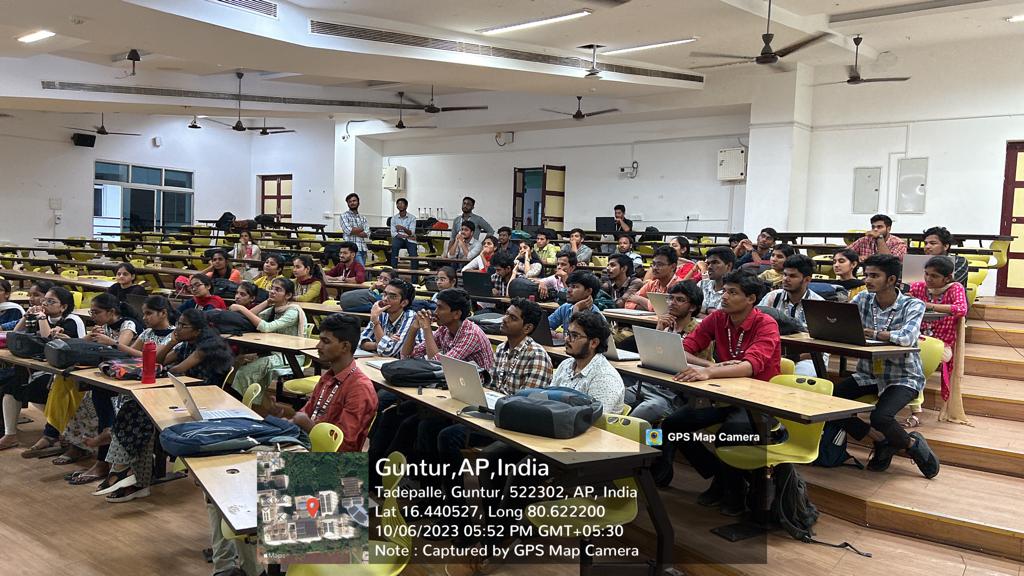 GPS Map Camera
Guntur,AP,India
Tadepalle, Guntur, 522302, AP, India
Lat 16.440527, Long 80.622200
10/06/2023 05:52 PM GMT+05:30
Note : Captured by GPS Map Camera
Maps